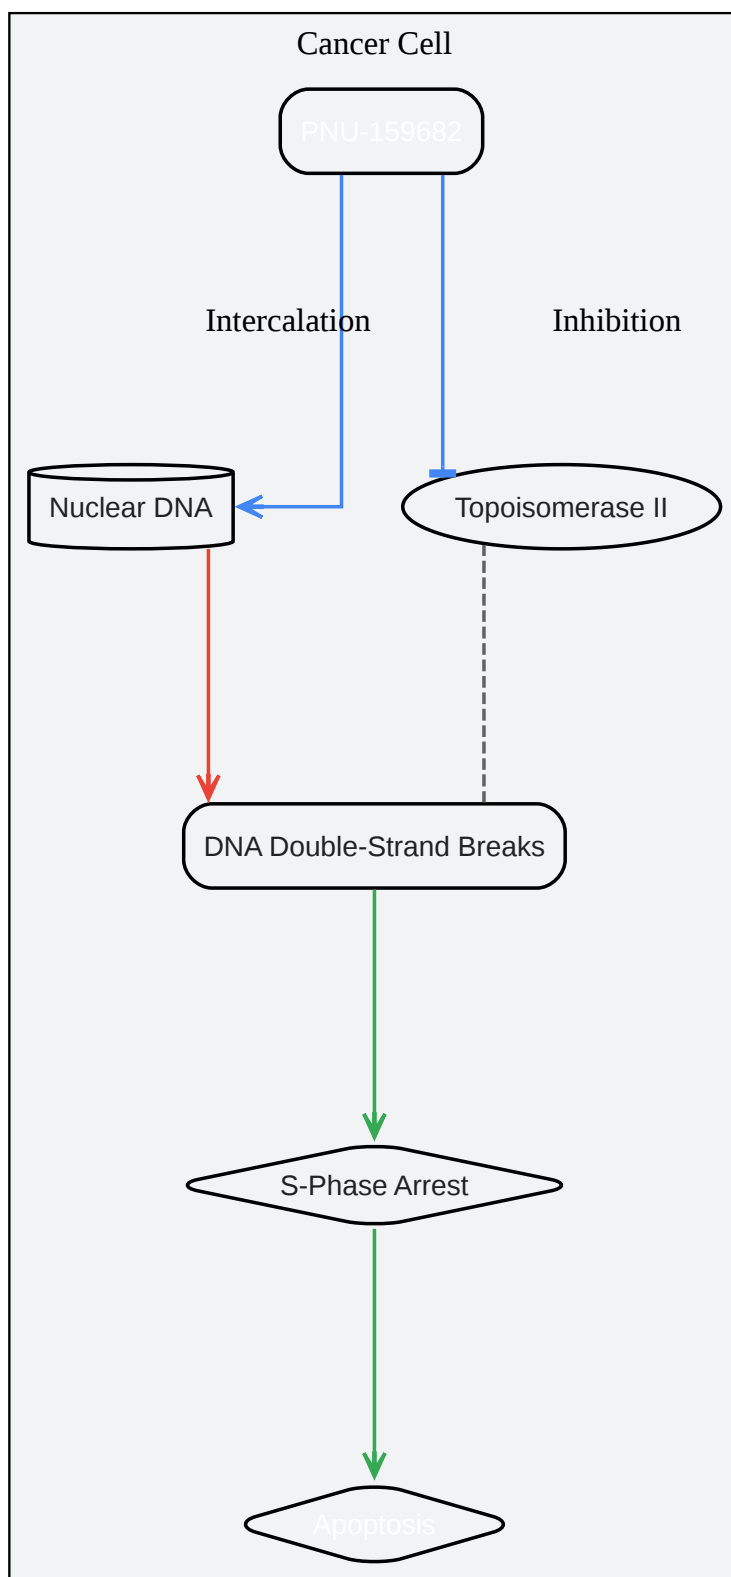 Cancer Cell
PNU-159682
Intercalation
Inhibition
Nuclear DNA
Topoisomerase II
DNA Double-Strand Breaks
S-Phase Arrest
Apoptosis